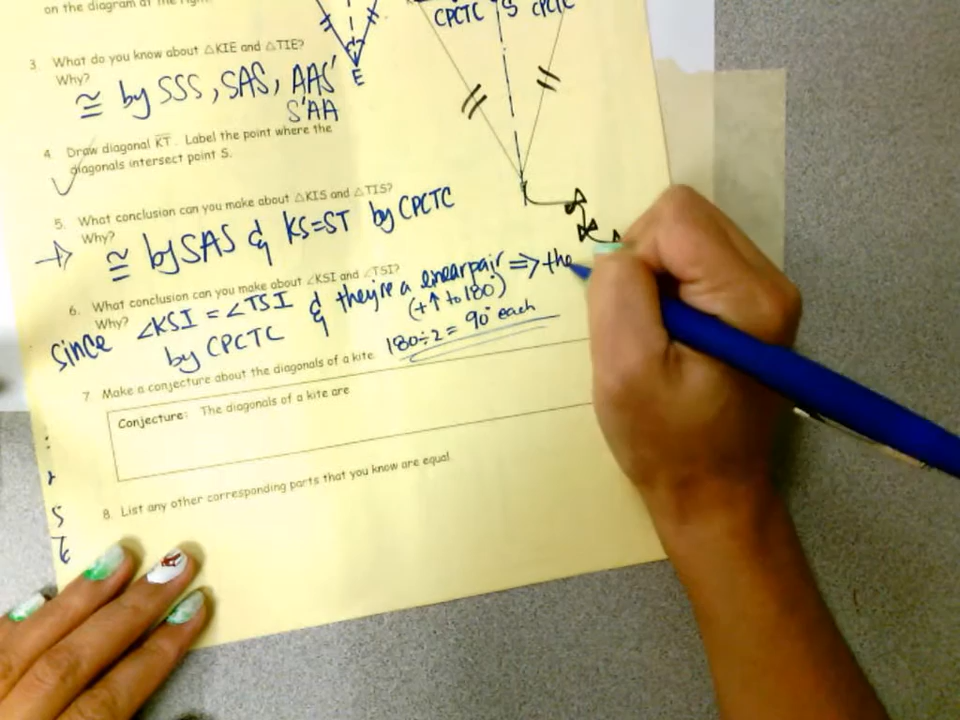 on the diagram at the right.
CPCTC S CPCTC
3. What do you know about △KIE and △TIE?
Why?
≅ by SSS, SAS, AAS'
S'AA
E
4. Draw diagonal KT. Label the point where the
diagonals intersect point S.
5. What conclusion can you make about △KIS and △TIS?
Why?
≅ by SAS & KS=ST by CPCTC
6. What conclusion can you make about ∠KSI and ∠TSI?
Why?
since ∠KSI = ∠TSI & they're a linear pair ⇒ the
by CPCTC (+↑ to 180°)
180÷2 = 90° each
7. Make a conjecture about the diagonals of a kite.
Conjecture: The diagonals of a kite are
8. List any other corresponding parts that you know are equal.